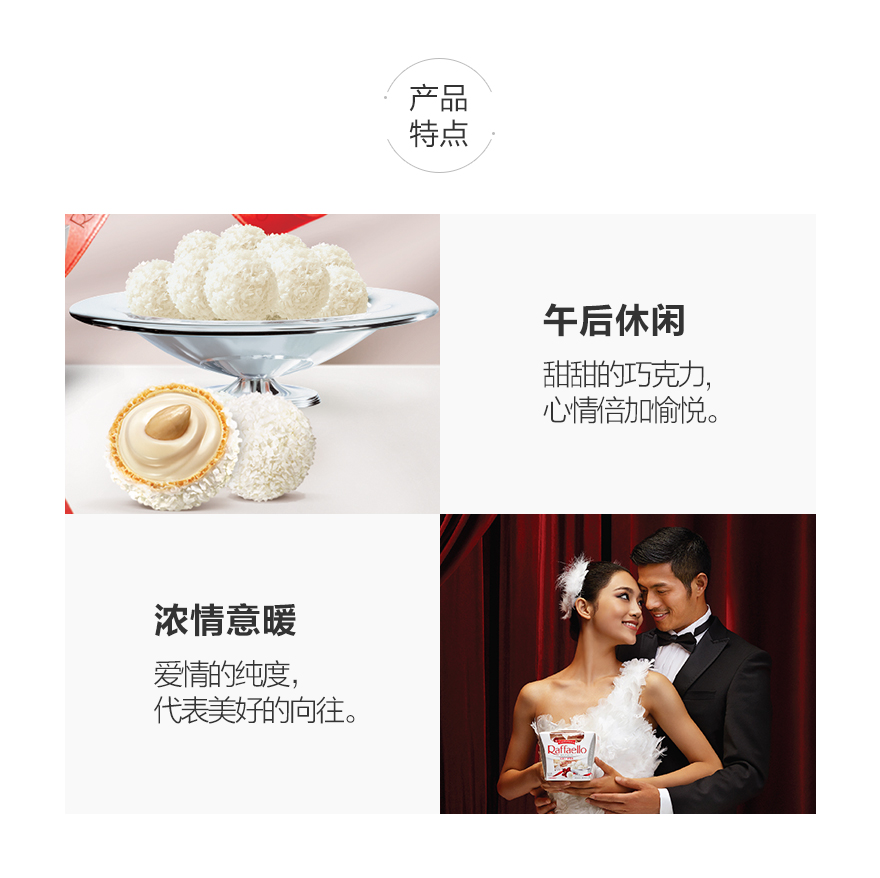 产品
特点
午后休闲
甜甜的巧克力,
心情倍加愉悦。
浓情意暖
爱情的纯度，
代表美好的向往。
Raffaello